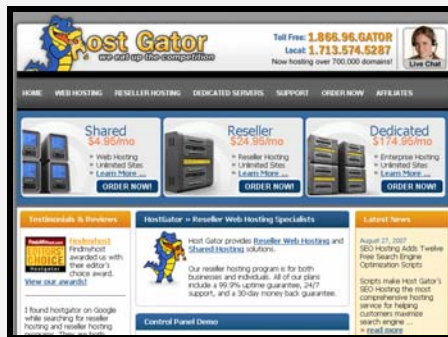 Host Gator
we eat up the competition
Toll Free: 1.866.96.GATOR
Local: 1.713.574.5287
Now hosting over 700,000 domains!
Live Chat
HOME WEB HOSTING RESELLER HOSTING DEDICATED SERVERS SUPPORT ORDER NOW AFFILIATES
Shared
$4.95/mo
» Web Hosting
» Unlimited Sites
» Learn More ...
ORDER NOW!
Reseller
$24.95/mo
» Reseller Hosting
» Unlimited Sites
» Learn More ...
ORDER NOW!
Dedicated
$174.95/mo
» Enterprise Hosting
» Unlimited Sites
» Learn More ...
ORDER NOW!
Testimonials & Reviews
EDITORS'
CHOICE
Hostgator
FindmyHost
FindmyHost
awarded us with
their editor's
choice award.
View our awards!
I found hostgator on Google
while searching for reseller
hosting and reseller hosting
programs. They are both
HostGator » Reseller Web Hosting Specialists
Host Gator provides Reseller Web Hosting and
Shared Hosting solutions.
Our reseller hosting program is for both
businesses and individuals. All of our plans
include a 99.9% uptime guarantee, 24/7
support, and a 30-day money back guarantee.
Control Panel Demo
Latest News
August 27, 2007
SEO Hosting Adds Twelve
Free Search Engine
Optimization Scripts
Scripts make Host Gator's
SEO Hosting the most
comprehensive hosting
service for helping
customers maximize
search engine ...
» read more